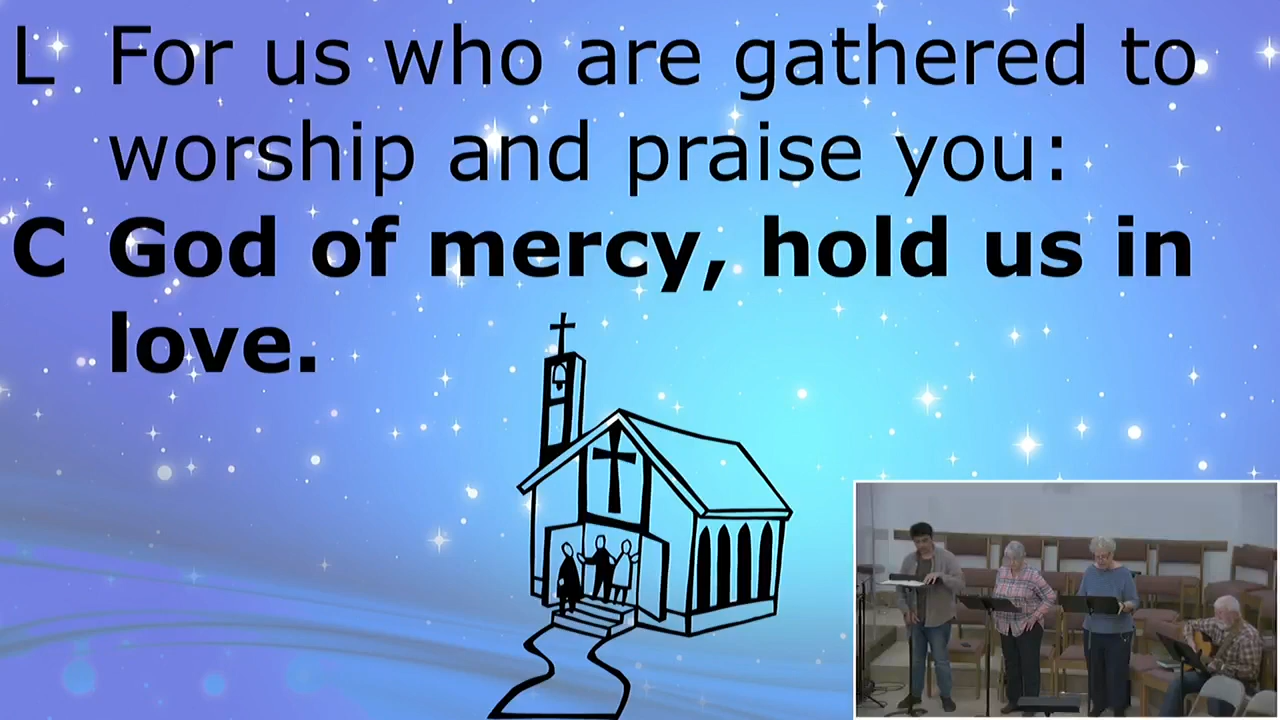 L For us who are gathered to
worship and praise you:
C God of mercy, hold us in
love.